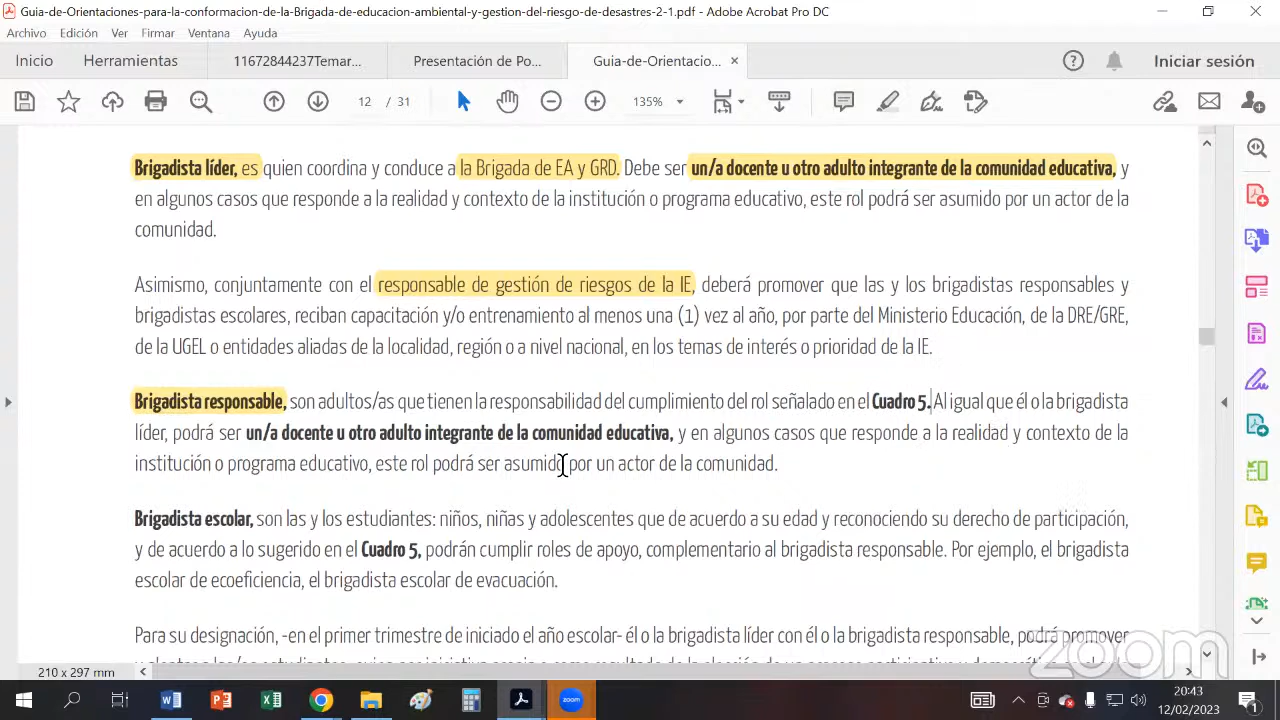 Guia-de-Orientaciones-para-la-conformacion-de-la-Brigada-de-educacion-ambiental-y-gestion-del-riesgo-de-desastres-2-1.pdf - Adobe Acrobat Pro DC
Archivo Edición Ver Firmar Ventana Ayuda
Inicio Herramientas 11672844237Temar... Presentación de Po... Guia-de-Orientacio... × Iniciar sesión
12 / 31 135%
Brigadista líder, es quien coordina y conduce a la Brigada de EA y GRD. Debe ser un/a docente u otro adulto integrante de la comunidad educativa, y
en algunos casos que responde a la realidad y contexto de la institución o programa educativo, este rol podrá ser asumido por un actor de la
comunidad.
Asimismo, conjuntamente con el responsable de gestión de riesgos de la IE, deberá promover que las y los brigadistas responsables y
brigadistas escolares, reciban capacitación y/o entrenamiento al menos una (1) vez al año, por parte del Ministerio Educación, de la DRE/GRE,
de la UGEL o entidades aliadas de la localidad, región o a nivel nacional, en los temas de interés o prioridad de la IE.
Brigadista responsable, son adultos/as que tienen la responsabilidad del cumplimiento del rol señalado en el Cuadro 5. Al igual que él o la brigadista
líder, podrá ser un/a docente u otro adulto integrante de la comunidad educativa, y en algunos casos que responde a la realidad y contexto de la
institución o programa educativo, este rol podrá ser asumido por un actor de la comunidad.
Brigadista escolar, son las y los estudiantes: niños, niñas y adolescentes que de acuerdo a su edad y reconociendo su derecho de participación,
y de acuerdo a lo sugerido en el Cuadro 5, podrán cumplir roles de apoyo, complementario al brigadista responsable. Por ejemplo, el brigadista
escolar de ecoeficiencia, el brigadista escolar de evacuación.
Para su designación, -en el primer trimestre de iniciado el año escolar- él o la brigadista líder con él o la brigadista responsable, podrá promover
zoom
210 x 297 mm
20:43
12/02/2023